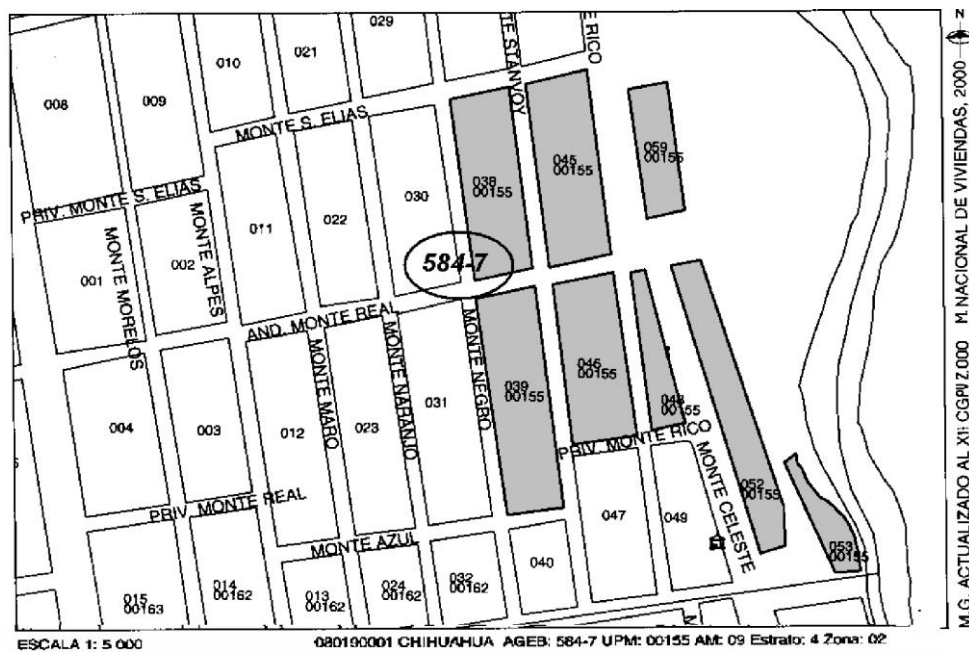 N
029
021
010
009
008
TE STANVOY
E RICO
MONTE S. ELIAS
059
00155
045
00155
038
00155
030
022
011
PRIV. MONTE S. ELIAS
MONTE ALPES
002
001
MONTE MORELOS
584-7
AND. MONTE REAL
MONTE MARO
MONTE NARANJO
MONTE NEGRO
004
003
012
023
031
039
00155
046
00155
048
00155
PRIV. MONTE RICO
MONTE CELESTE
052
00155
053
00155
PRIV. MONTE REAL
MONTE AZUL
047
049
040
015
00163
014
00162
013
00162
024
00162
032
00162
M
M.G. ACTUALIZADO AL XII CGPIV Z.000 M.NACIONAL DE VIVIENDAS, 2000
ESCALA 1: 5 000
080190001 CHIHUAHUA AGEB: 584-7 UPM: 00155 AM: 09 Estrato: 4 Zona: 02